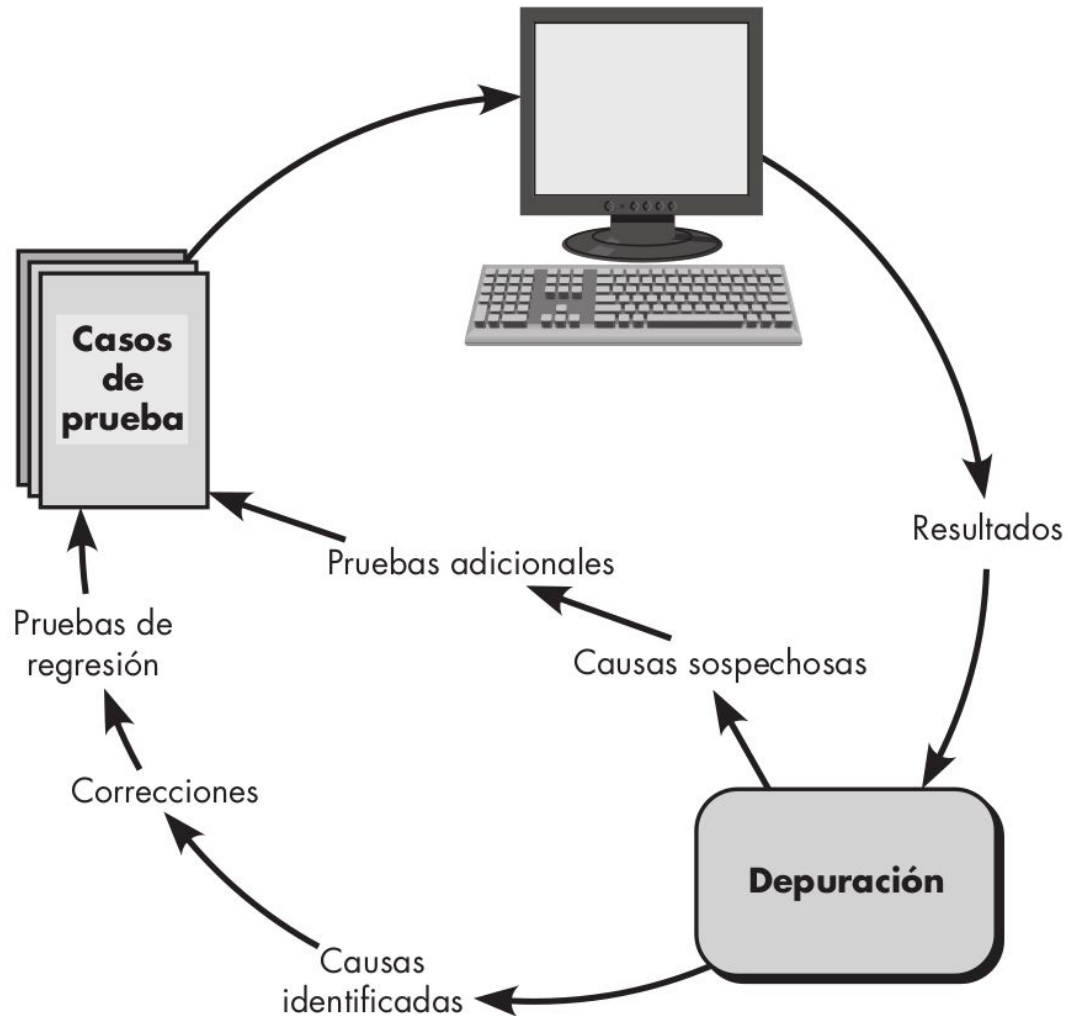 Casos
de
prueba
Resultados
Pruebas adicionales
Pruebas de
regresión
Causas sospechosas
Correcciones
Depuración
Causas
identificadas